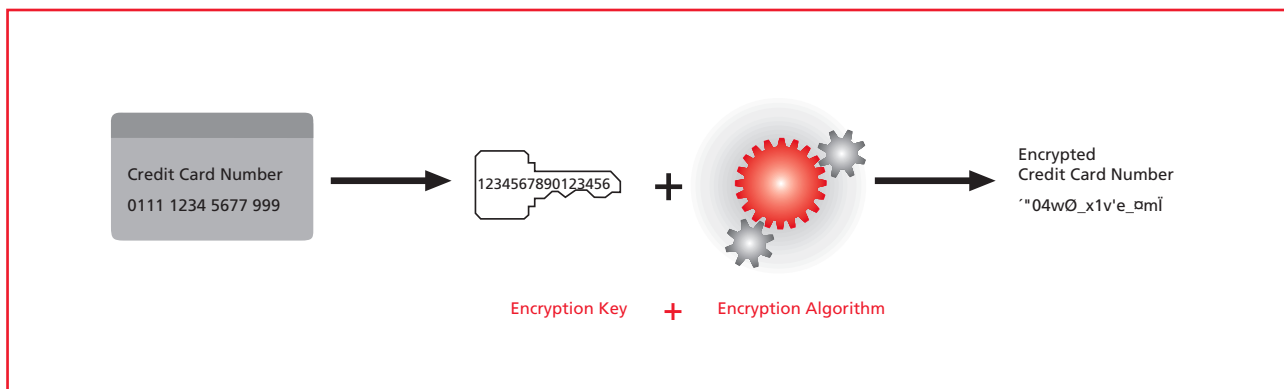 Credit Card Number
0111 1234 5677 999
1234567890123456
+
Encrypted
Credit Card Number
´"04wØ_x1v'e_¤mÏ
Encryption Key + Encryption Algorithm